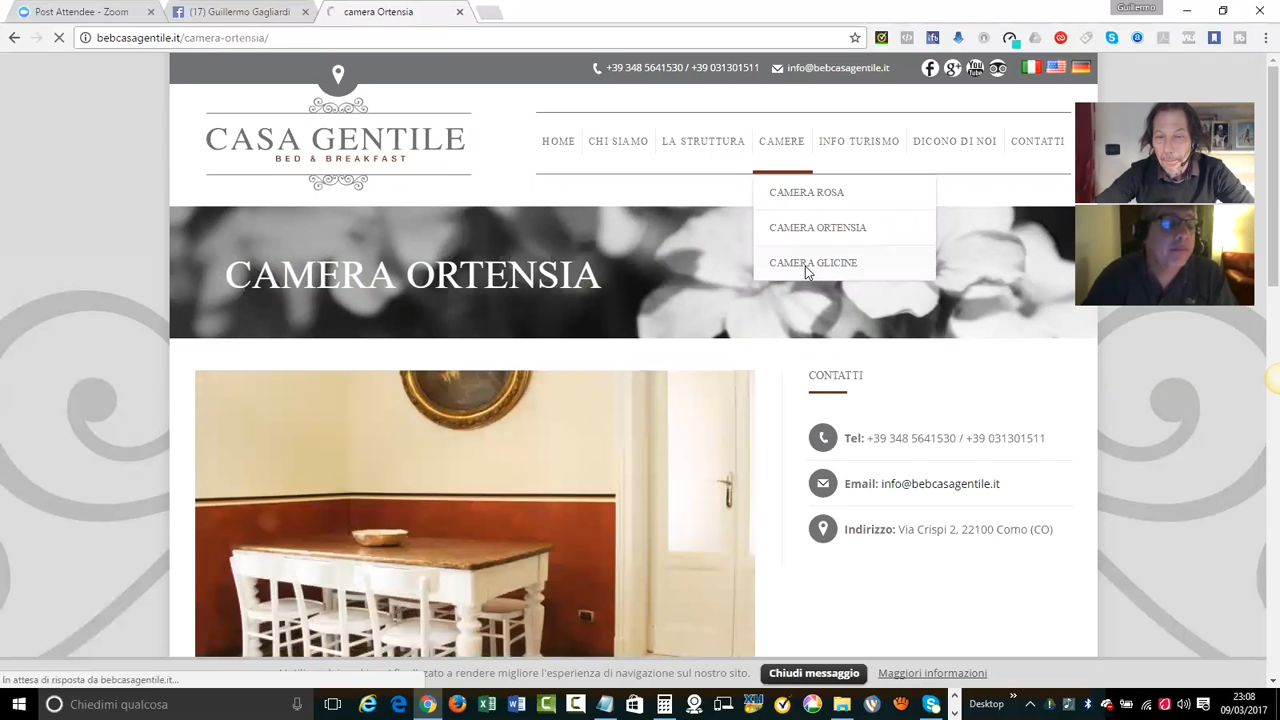 Post Attendee - Zoom
(17) Guillermo Gagliardi
camera Ortensia
Guillermo
bebcasagentile.it/camera-ortensia/
+39 348 5641530 / +39 031301511
info@bebcasagentile.it
CASA GENTILE
BED & BREAKFAST
HOME
CHI SIAMO
LA STRUTTURA
CAMERE
INFO TURISMO
DICONO DI NOI
CONTATTI
CAMERA ROSA
CAMERA ORTENSIA
CAMERA GLICINE
CAMERA ORTENSIA
CONTATTI
Tel: +39 348 5641530 / +39 031301511
Email: info@bebcasagentile.it
Indirizzo: Via Crispi 2, 22100 Como (CO)
a rendere migliore l'esperienza di navigazione sul nostro sito.
Chiudi messaggio
Maggiori informazioni
In attesa di risposta da bebcasagentile.it...
Chiedimi qualcosa
Desktop
23:08
09/03/2017